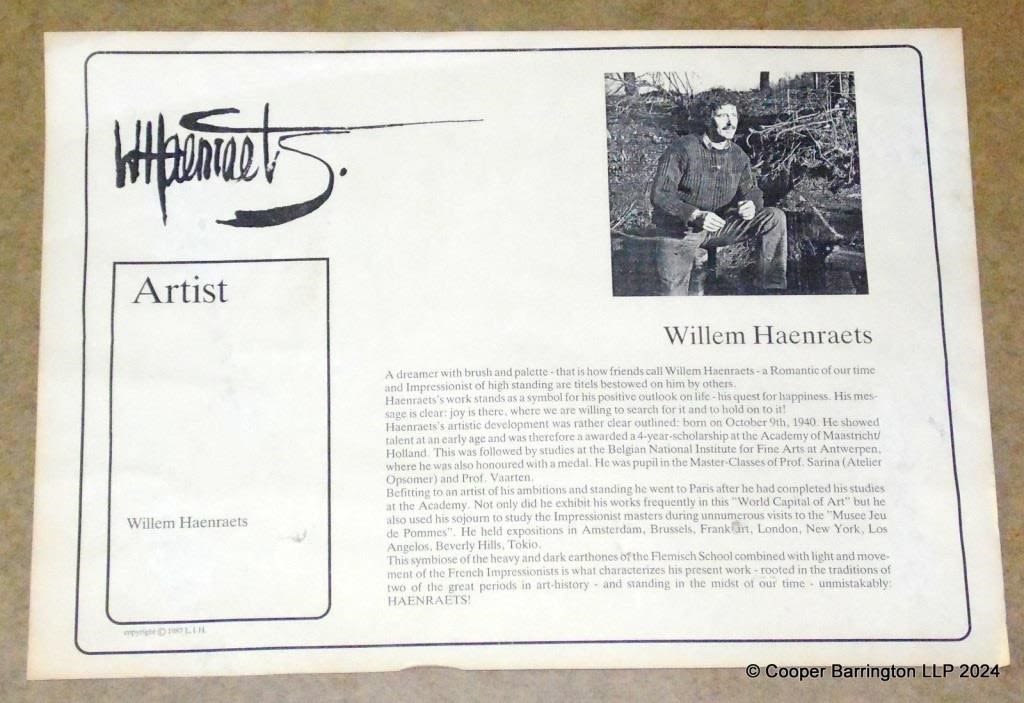 WHaenraets.
Artist
Willem Haenraets
A dreamer with brush and palette - that is how friends call Willem Haenraets - a Romantic of our time
and Impressionist of high standing are titels bestowed on him by others.
Haenraets's work stands as a symbol for his positive outlook on life - his quest for happiness. His mes-
sage is clear: joy is there, where we are willing to search for it and to hold on to it!
Haenraets's artistic development was rather clear outlined: born on October 9th, 1940. He showed
talent at an early age and was therefore a awarded a 4-year-scholarship at the Academy of Maastricht/
Holland. This was followed by studies at the Belgian National Institute for Fine Arts at Antwerpen,
where he was also honoured with a medal. He was pupil in the Master-Classes of Prof. Sarina (Atelier
Opsomer) and Prof. Vaarten.
Befitting to an artist of his ambitions and standing he went to Paris after he had completed his studies
at the Academy. Not only did he exhibit his works frequently in this "World Capital of Art" but he
also used his sojourn to study the Impressionist masters during unnumerous visits to the "Musee Jeu
de Pommes". He held expositions in Amsterdam, Brussels, Frankfurt, London, New York, Los
Angelos, Beverly Hills, Tokio.
This symbiose of the heavy and dark earthones of the Flemisch School combined with light and move-
ment of the French Impressionists is what characterizes his present work - rooted in the traditions of
two of the great periods in art-history - and standing in the midst of our time - unmistakably:
HAENRAETS!
Willem Haenraets
copyright © 1987
© Cooper Barrington LLP 2024